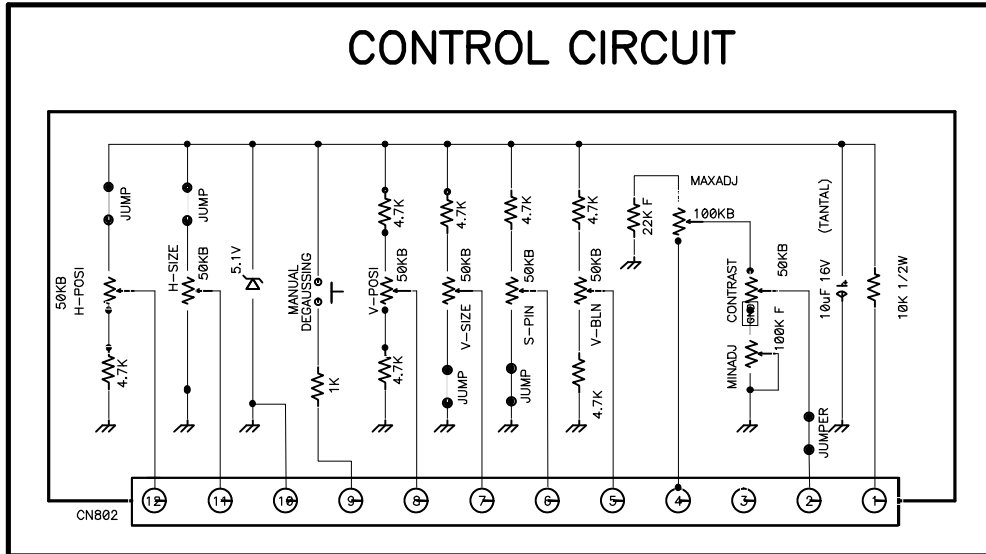 CONTROL CIRCUIT
JUMP
50KB
H-POSI
4.7K
JUMP
H-SIZE
50KB
5.1V
MANUAL
DEGAUSSING
1K
4.7K
V-POSI
50KB
4.7K
4.7K
50KB
V-SIZE
JUMP
4.7K
50KB
S-PIN
JUMP
4.7K
50KB
V-BLN
4.7K
22K F
MAXADJ
100KB
CONTRAST
50KB
GND
MINADJ
100K F
JUMPER
10uF 16V (TANTAL)
10K 1/2W
CN802
12 11 10 9 8 7 6 5 4 3 2 1